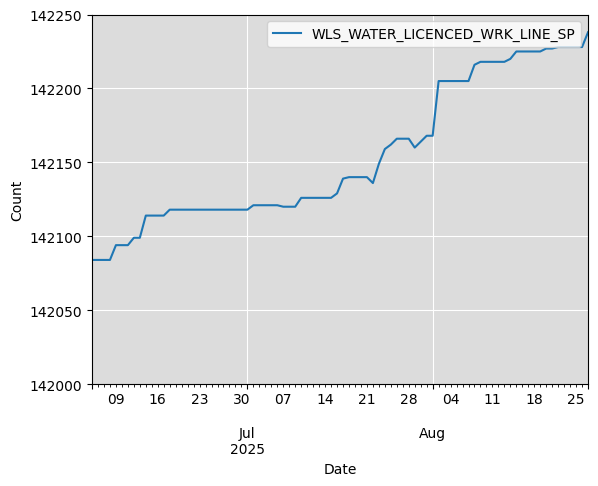 WLS_WATER_LICENCED_WRK_LINE_SP
142250
142200
142150
142100
142050
142000
Count
09 16 23 30 07 14 21 28 04 11 18 25
Jul Aug
2025
Date